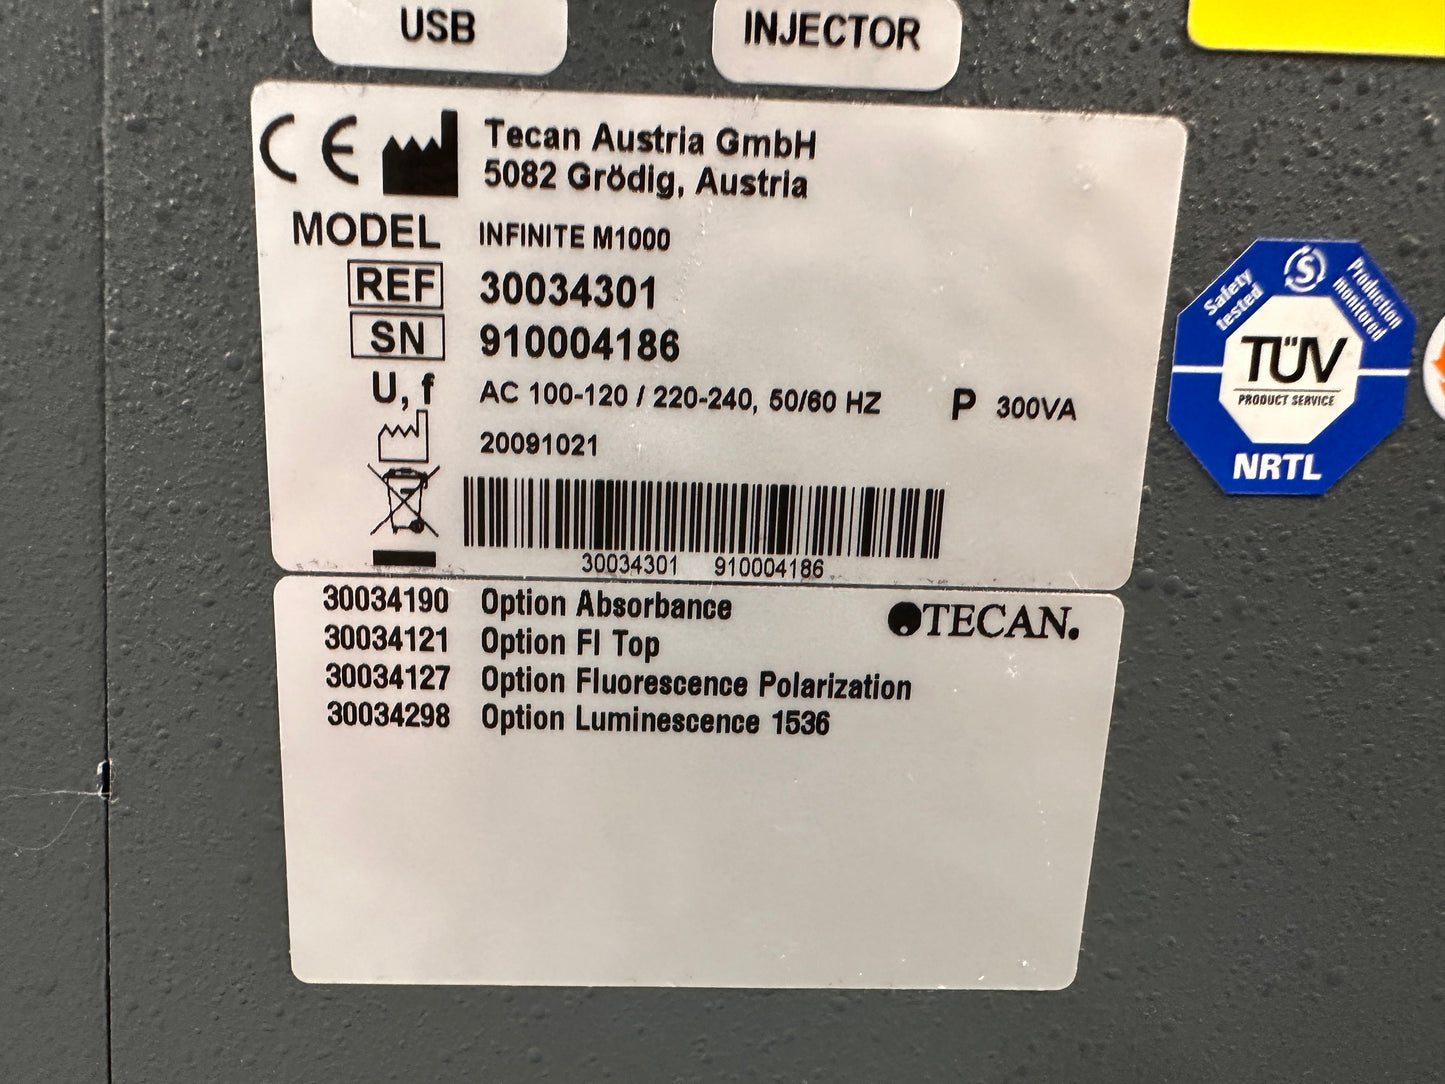 USB
INJECTOR
CE
Tecan Austria GmbH
5082 Grödig, Austria
MODEL INFINITE M1000
REF 30034301
SN 910004186
U, f AC 100-120 / 220-240, 50/60 HZ P 300VA
20091021
30034301 910004186
30034190 Option Absorbance
30034121 Option FI Top
30034127 Option Fluorescence Polarization
30034298 Option Luminescence 1536
TECAN.
Safety tested
S
Production monitored
TÜV
PRODUCT SERVICE
NRTL